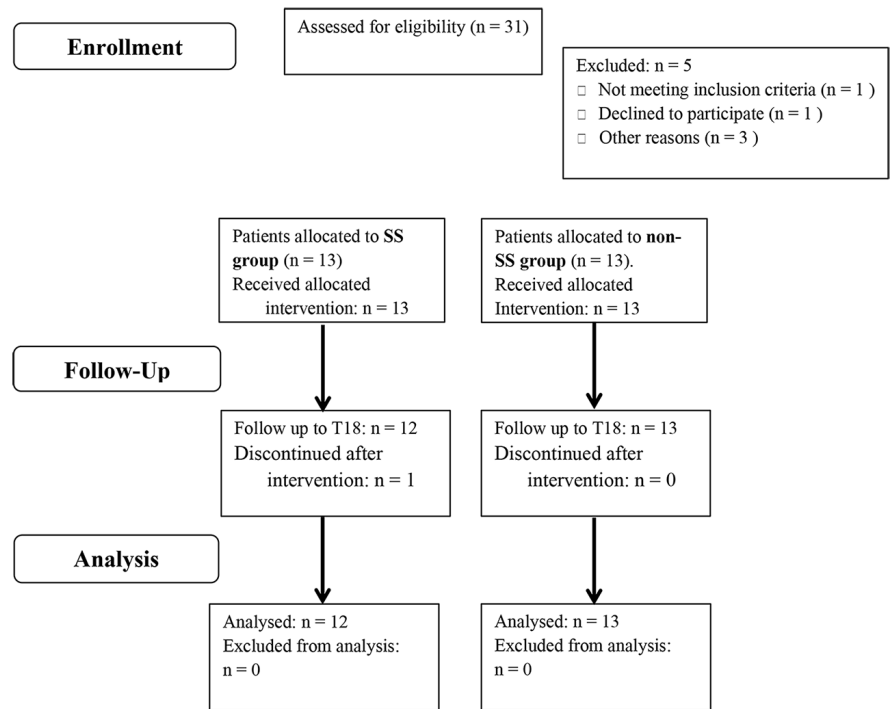 Enrollment
Assessed for eligibility (n = 31)
Excluded: n = 5
□ Not meeting inclusion criteria (n = 1 )
□ Declined to participate (n = 1 )
□ Other reasons (n = 3 )
Patients allocated to SS
group (n = 13)
Received allocated
intervention: n = 13
Patients allocated to non-
SS group (n = 13).
Received allocated
Intervention: n = 13
Follow-Up
Follow up to T18: n = 12
Discontinued after
intervention: n = 1
Follow up to T18: n = 13
Discontinued after
intervention: n = 0
Analysis
Analysed: n = 12
Excluded from analysis:
n = 0
Analysed: n = 13
Excluded from analysis:
n = 0